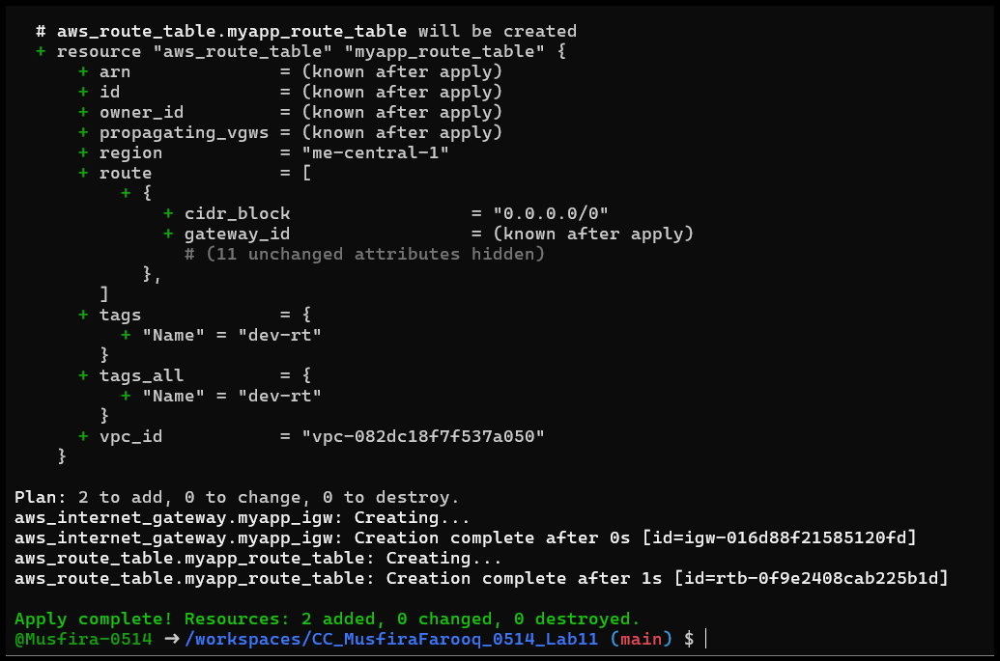 # aws_route_table.myapp_route_table will be created
+ resource "aws_route_table" "myapp_route_table" {
+ arn = (known after apply)
+ id = (known after apply)
+ owner_id = (known after apply)
+ propagating_vgws = (known after apply)
+ region = "me-central-1"
+ route = [
+ {
+ cidr_block = "0.0.0.0/0"
+ gateway_id = (known after apply)
# (11 unchanged attributes hidden)
},
]
+ tags = {
+ "Name" = "dev-rt"
}
+ tags_all = {
+ "Name" = "dev-rt"
}
+ vpc_id = "vpc-082dc18f7f537a050"
}
Plan: 2 to add, 0 to change, 0 to destroy.
aws_internet_gateway.myapp_igw: Creating...
aws_internet_gateway.myapp_igw: Creation complete after 0s [id=igw-016d88f21585120fd]
aws_route_table.myapp_route_table: Creating...
aws_route_table.myapp_route_table: Creation complete after 1s [id=rtb-0f9e2408cab225b1d]
Apply complete! Resources: 2 added, 0 changed, 0 destroyed.
@Musfira-0514 ➜ /workspaces/CC_MusfiraFarooq_0514_Lab11 (main) $